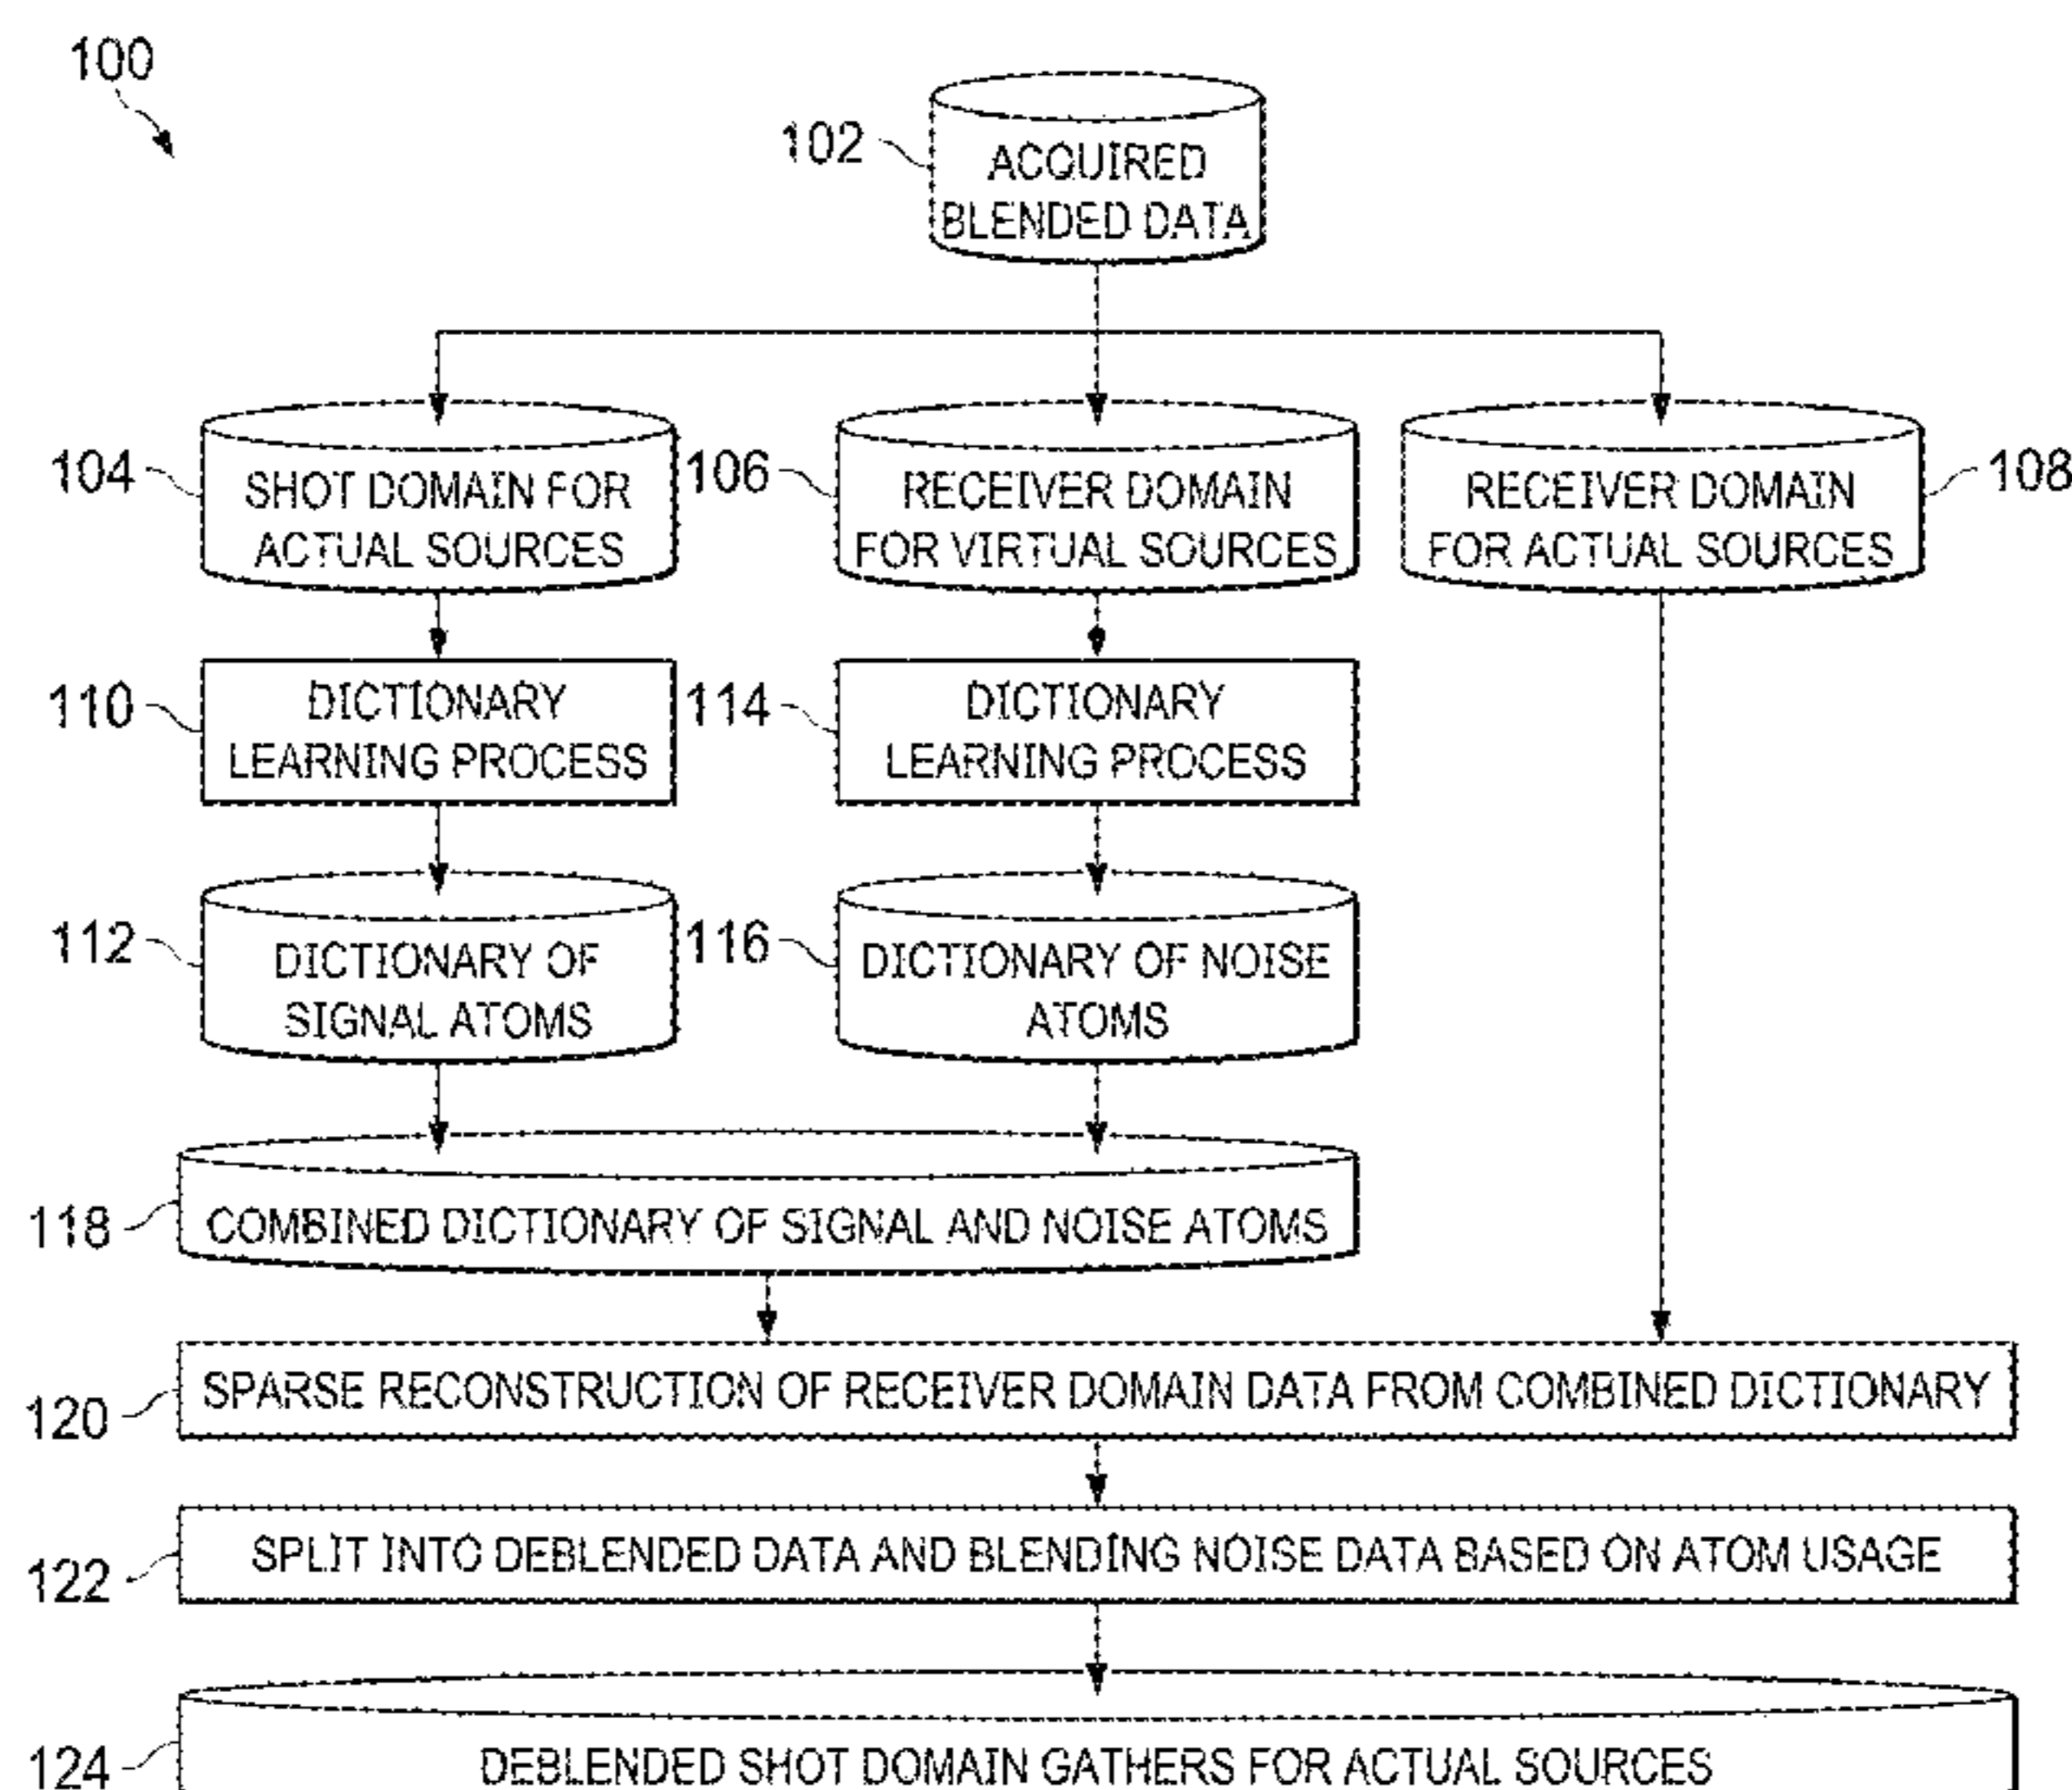 100
102
ACQUIRED
BLENDED DATA
104
SHOT DOMAIN FOR
ACTUAL SOURCES
106
RECEIVER DOMAIN
FOR VIRTUAL SOURCES
RECEIVER DOMAIN
FOR ACTUAL SOURCES
108
110
DICTIONARY
LEARNING PROCESS
114
DICTIONARY
LEARNING PROCESS
112
DICTIONARY OF
SIGNAL ATOMS
116
DICTIONARY OF NOISE
ATOMS
118
COMBINED DICTIONARY OF SIGNAL AND NOISE ATOMS
120
SPARSE RECONSTRUCTION OF RECEIVER DOMAIN DATA FROM COMBINED DICTIONARY
122
SPLIT INTO DEBLENDED DATA AND BLENDING NOISE DATA BASED ON ATOM USAGE
124
DEBLENDED SHOT DOMAIN GATHERS FOR ACTUAL SOURCES